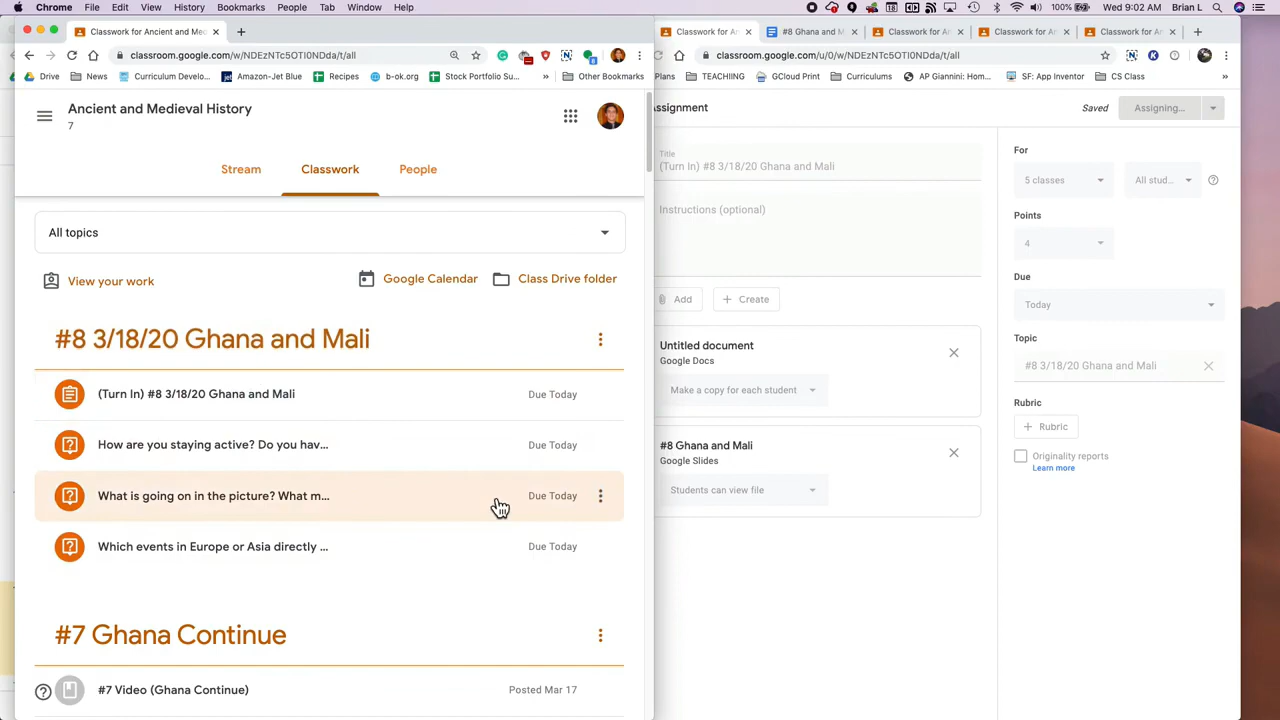 Chrome File Edit View History Bookmarks People Tab Window Help 100% Wed 9:02 AM Brian L
Classroom for Ancient and Med
classroom.google.com/w/NDEzNTc5OTI0NDda/t/all
Drive News Curriculum Develo... Amazon-Jet Blue Recipes b-ok.org Stock Portfolio Su... » Other Bookmarks
Ancient and Medieval History
7
Stream Classwork People
All topics
View your work Google Calendar Class Drive folder
#8 3/18/20 Ghana and Mali
(Turn In) #8 3/18/20 Ghana and Mali Due Today
How are you staying active? Do you hav... Due Today
What is going on in the picture? What m... Due Today
Which events in Europe or Asia directly ... Due Today
#7 Ghana Continue
#7 Video (Ghana Continue) Posted Mar 17
Classwork for An #8 Ghana and M Classwork for An Classwork for An Classwork for An
classroom.google.com/u/0/w/NDEzNTc5OTI0NDda/t/all
Plans TEACHIING GCloud Print Curriculums AP Giannini: Hom... SF: App Inventor CS Class
Assignment Saved Assigning...
Title
(Turn In) #8 3/18/20 Ghana and Mali
Instructions (optional)
Add Create
Untitled document
Google Docs
Make a copy for each student
#8 Ghana and Mali
Google Slides
Students can view file
For
5 classes All stud...
Points
4
Due
Today
Topic
#8 3/18/20 Ghana and Mali
Rubric
Rubric
Originality reports
Learn more